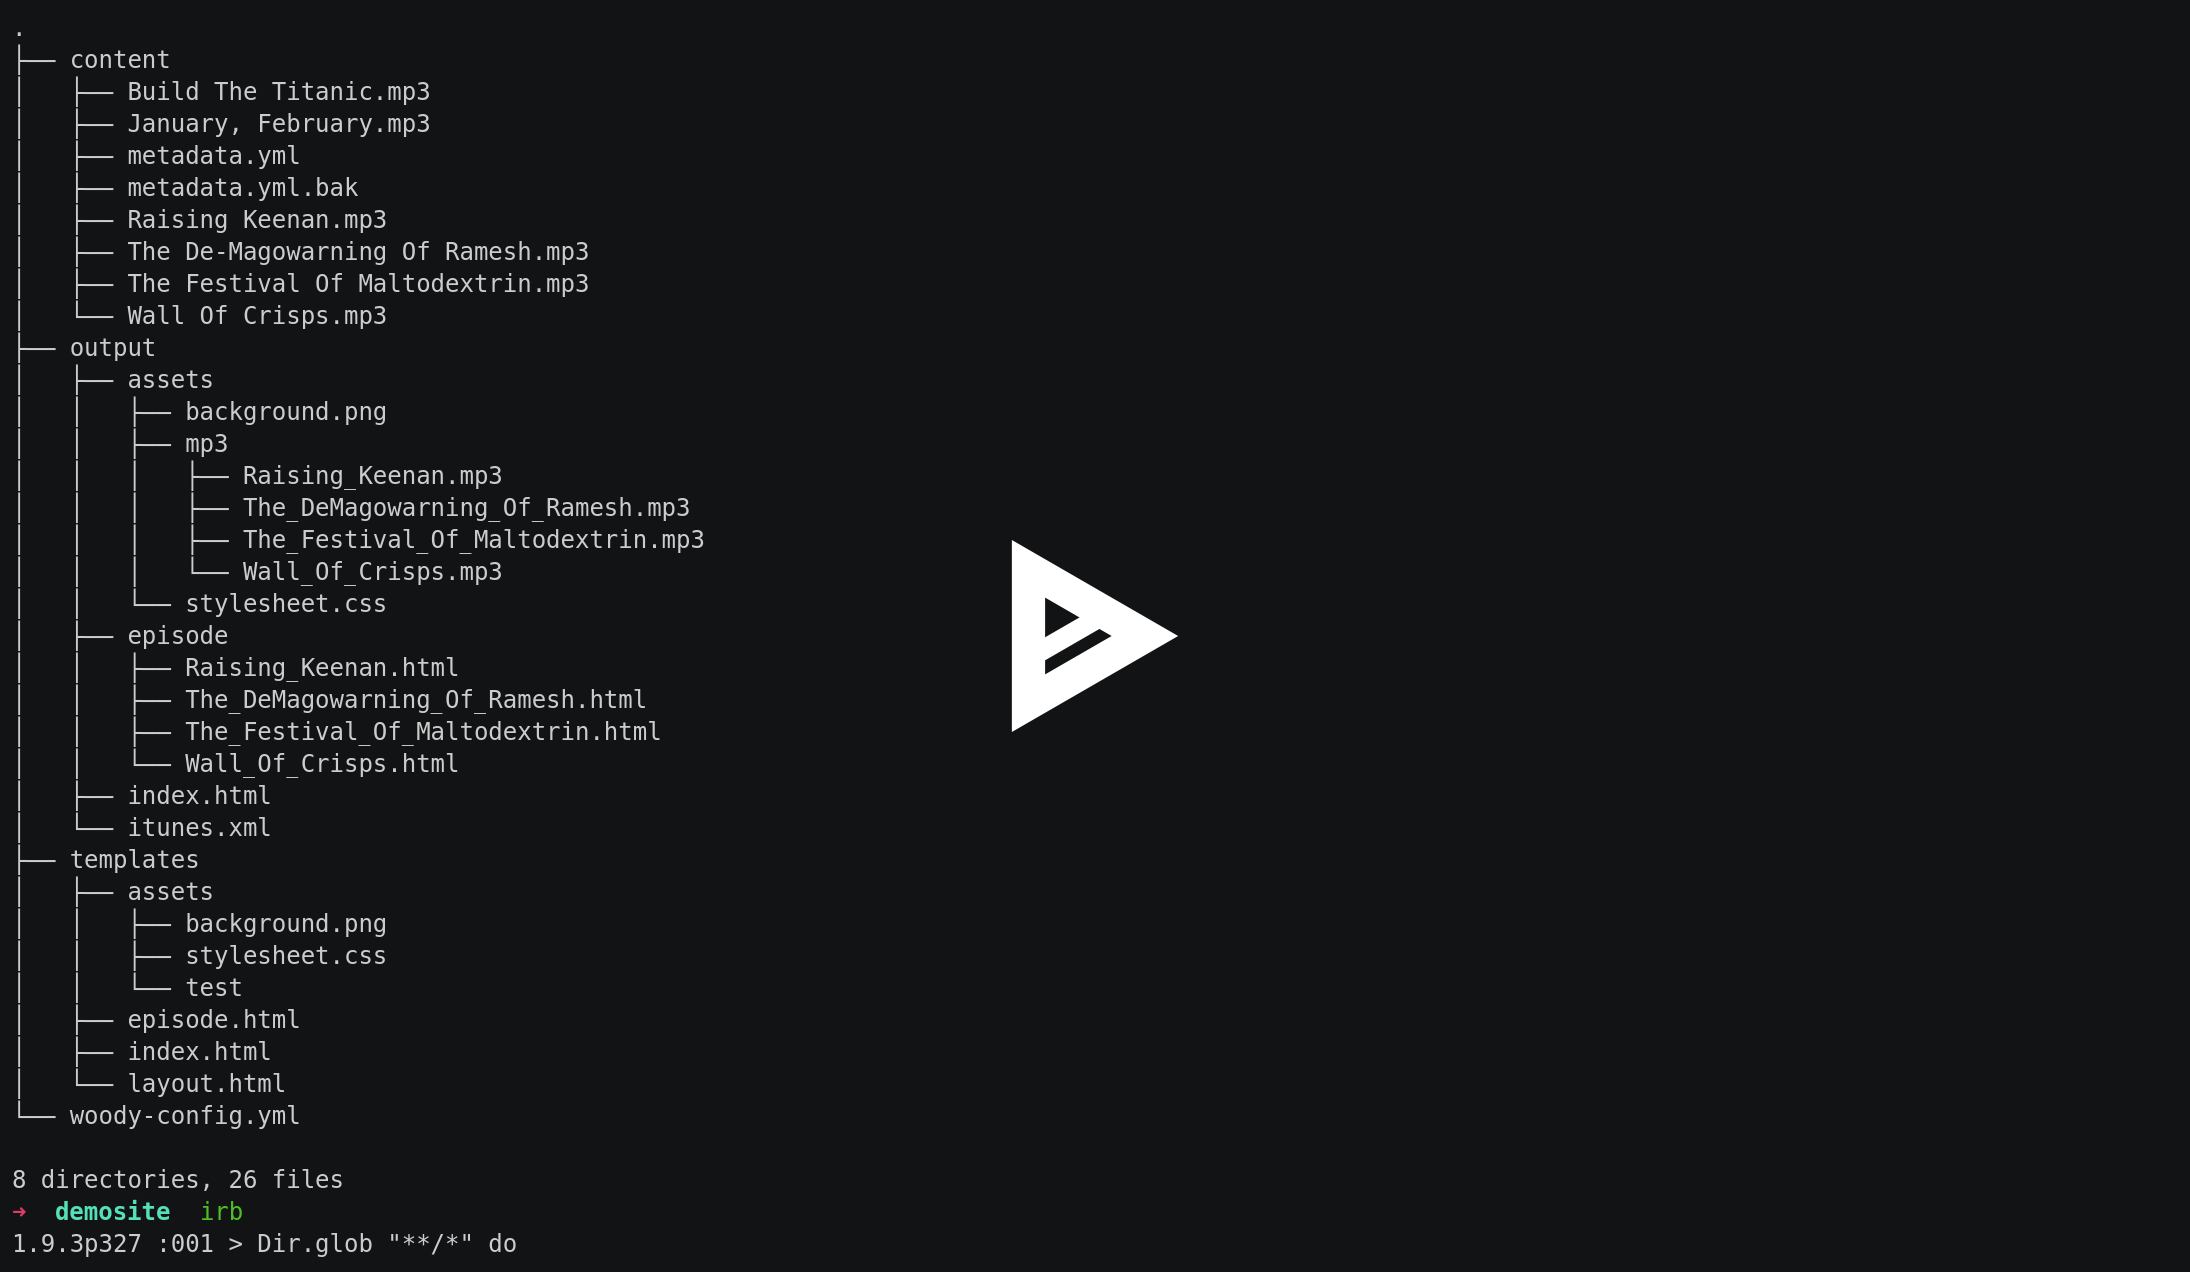 .
├── content
│   ├── Build The Titanic.mp3
│   ├── January, February.mp3
│   ├── metadata.yml
│   ├── metadata.yml.bak
│   ├── Raising Keenan.mp3
│   ├── The De-Magowarning Of Ramesh.mp3
│   ├── The Festival Of Maltodextrin.mp3
│   └── Wall Of Crisps.mp3
├── output
│   ├── assets
│   │   ├── background.png
│   │   ├── mp3
│   │   │   ├── Raising_Keenan.mp3
│   │   │   ├── The_DeMagowarning_Of_Ramesh.mp3
│   │   │   ├── The_Festival_Of_Maltodextrin.mp3
│   │   │   └── Wall_Of_Crisps.mp3
│   │   └── stylesheet.css
│   ├── episode
│   │   ├── Raising_Keenan.html
│   │   ├── The_DeMagowarning_Of_Ramesh.html
│   │   ├── The_Festival_Of_Maltodextrin.html
│   │   └── Wall_Of_Crisps.html
│   ├── index.html
│   └── itunes.xml
├── templates
│   ├── assets
│   │   ├── background.png
│   │   ├── stylesheet.css
│   │   └── test
│   ├── episode.html
│   ├── index.html
│   └── layout.html
└── woody-config.yml

8 directories, 26 files
➜  demosite  irb
1.9.3p327 :001 > Dir.glob "**/*" do